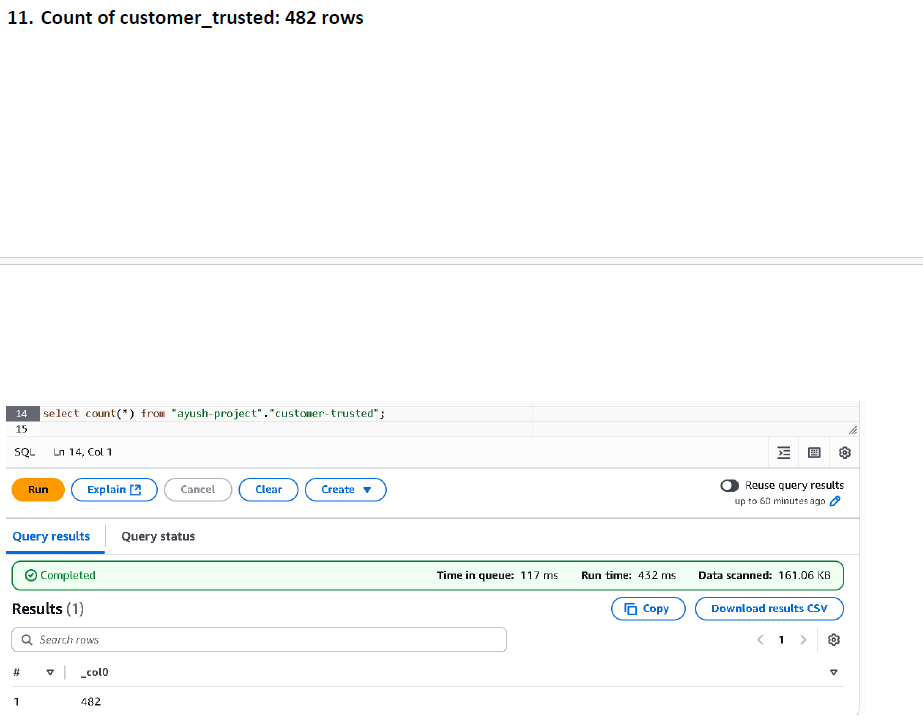 11. Count of customer_trusted: 482 rows
14 select count(*) from "ayush-project"."customer-trusted";
15
SQL Ln 14, Col 1
Run Explain Cancel Clear Create Reuse query results
up to 60 minutes ago
Query results Query status
Completed Time in queue: 117 ms Run time: 432 ms Data scanned: 161.06 KB
Results (1) Copy Download results CSV
Search rows 1
# _col0
1 482